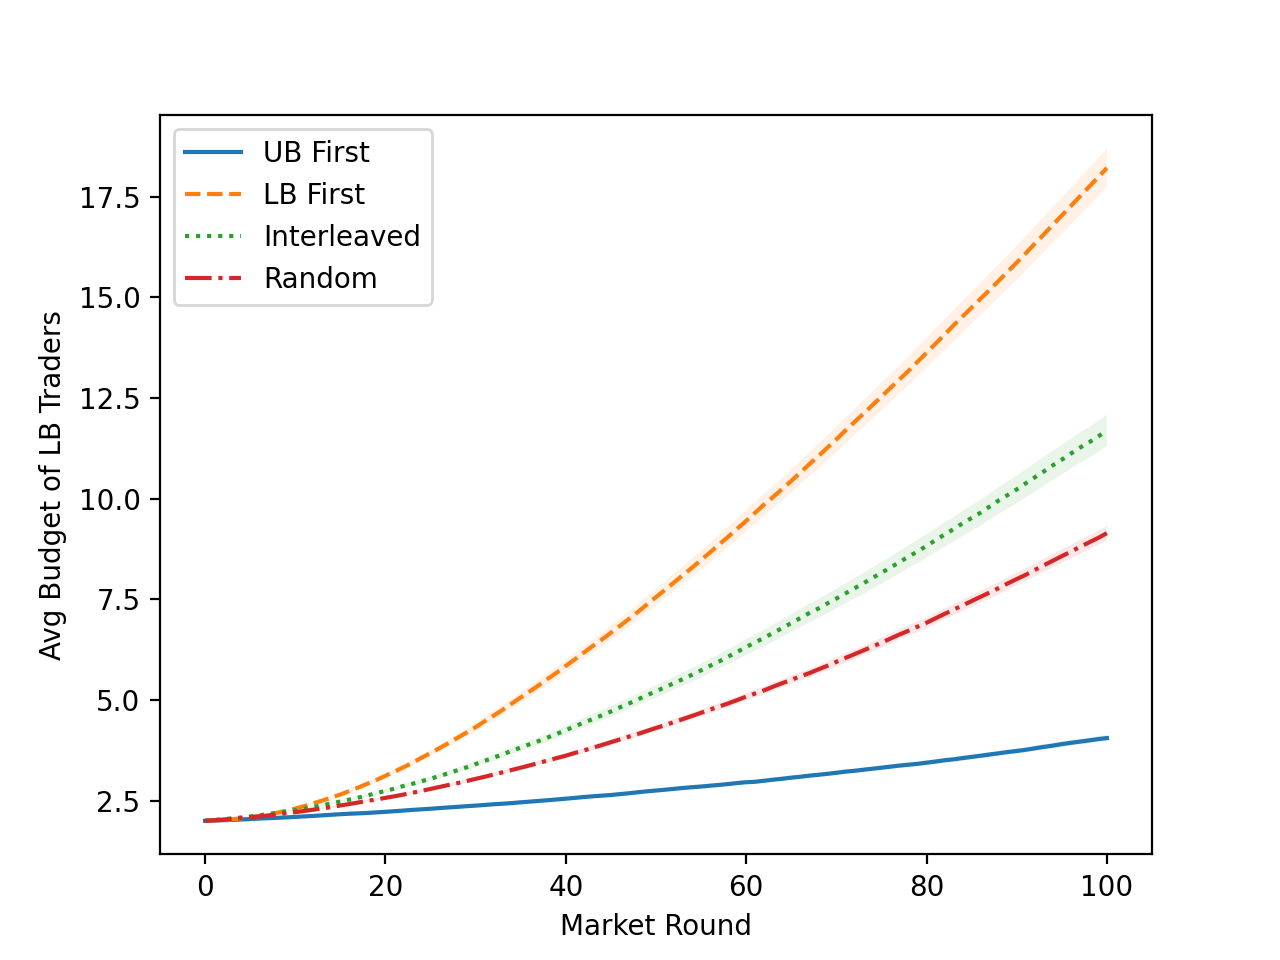 UB First
LB First
Interleaved
Random
17.5
15.0
12.5
10.0
7.5
5.0
2.5
Avg Budget of LB Traders
0 20 40 60 80 100
Market Round